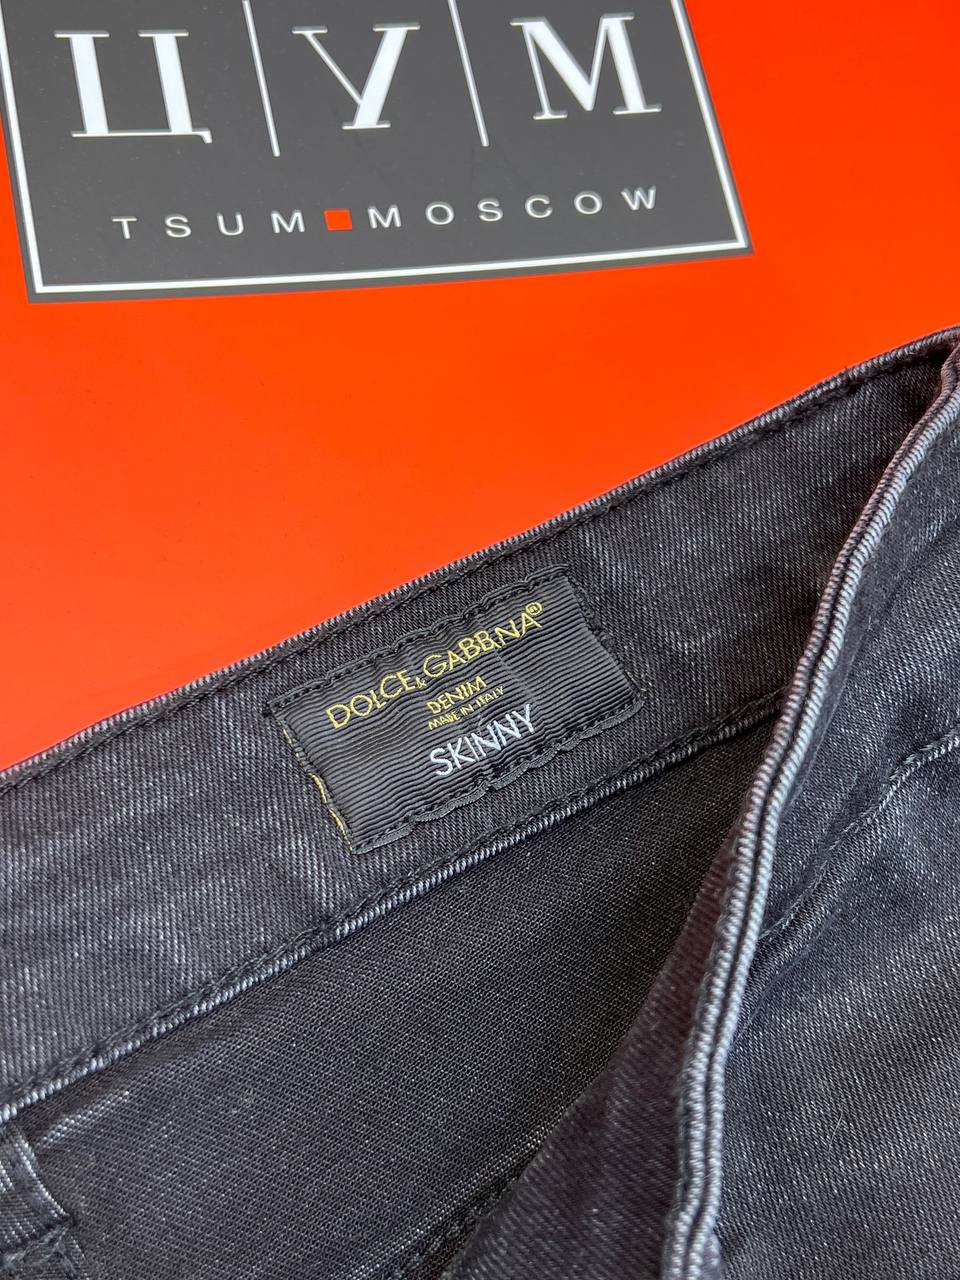 ЦУМ
TSUM MOSCOW
DOLCE & GABBANA®
DENIM
MADE IN ITALY
SKINNY